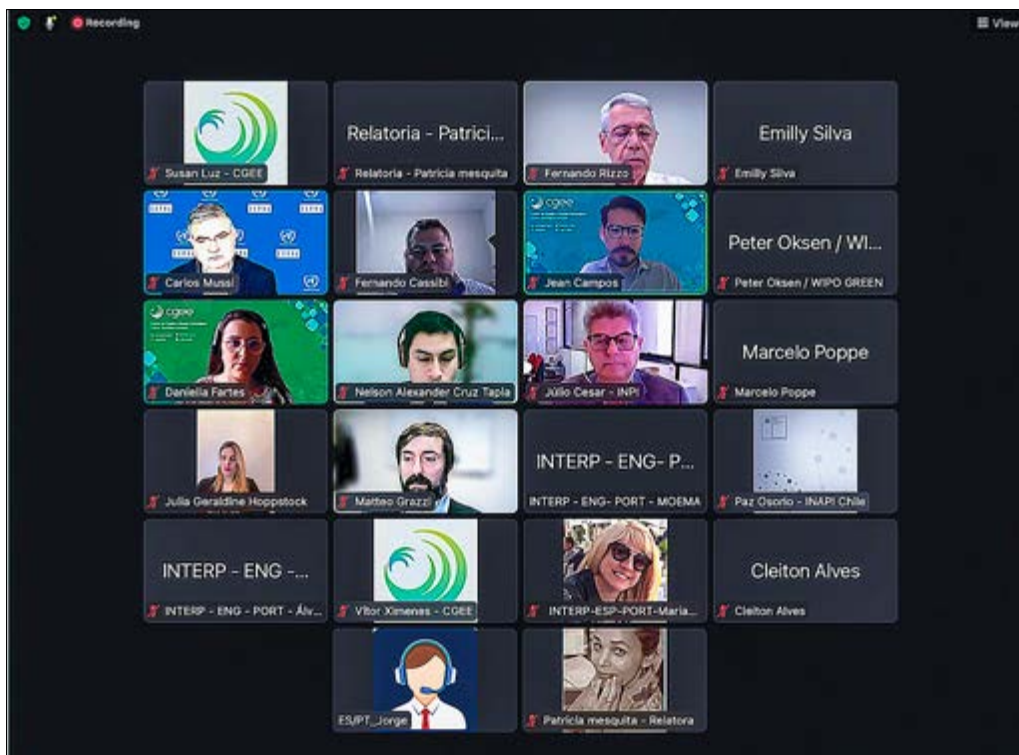 Recording
View
Relatoria - Patrici...
Emilly Silva
Susan Luz - CGEE
Relatoria - Patricia mesquita
Fernando Rizzo
Emilly Silva
cgee
Peter Oksen / WI...
Carlos Mussi
Fernando Cassibi
Jean Campos
Peter Oksen / WIPO GREEN
cgee
Marcelo Poppe
Daniella Fartes
Nelson Alexander Cruz Tapia
Júlio Cesar - INPI
Marcelo Poppe
INTERP - ENG- P...
Julia Geraldine Hoppstock
Matteo Grazzi
INTERP - ENG- PORT - MOEMA
Paz Osorio - INAPI Chile
INTERP - ENG -...
Cleiton Alves
INTERP - ENG - PORT - Álv...
Vitor Ximenes - CGEE
INTERP-ESP-PORT-Maria...
Cleiton Alves
ES/PT_Jorge
Patricia mesquita - Relatora